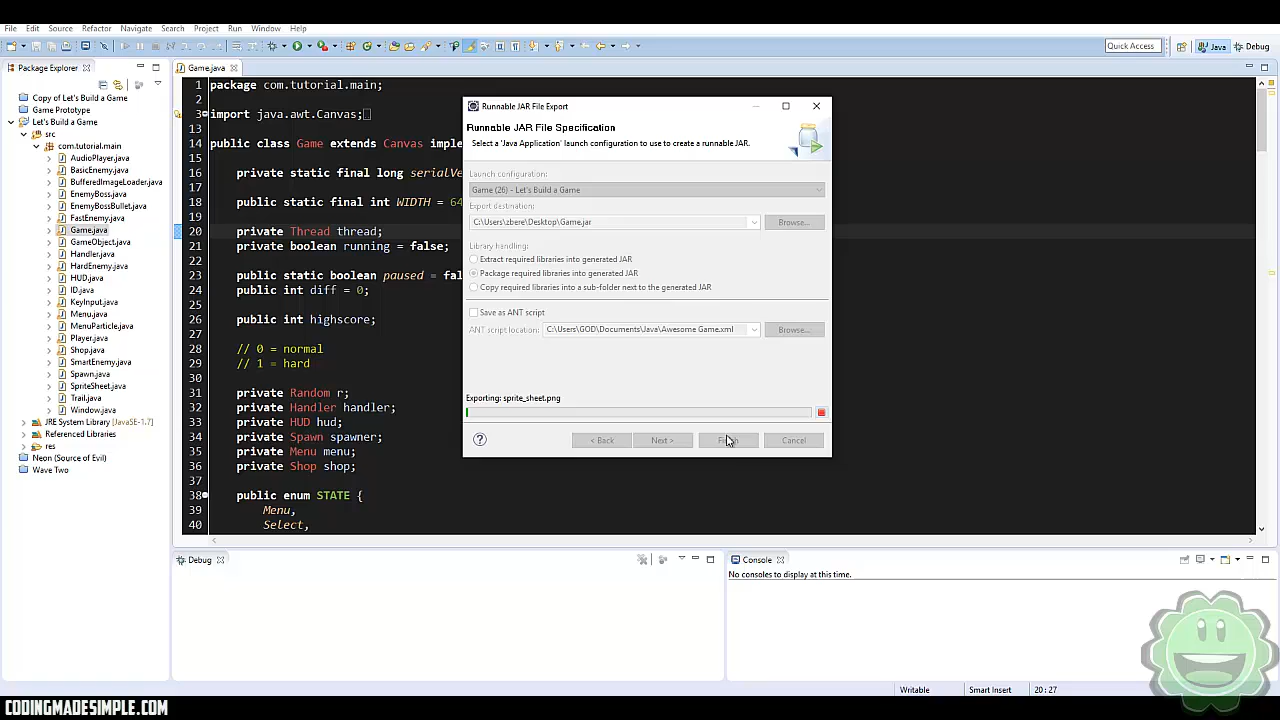 File Edit Source Refactor Navigate Search Project Run Window Help
Quick Access Java Debug
Package Explorer
Copy of Let's Build a Game
Game Prototype
Let's Build a Game
src
com.tutorial.main
AudioPlayer.java
BasicEnemy.java
BufferedImageLoader.java
EnemyBoss.java
EnemyBossBullet.java
FastEnemy.java
Game.java
GameObject.java
Handler.java
HardEnemy.java
HUD.java
ID.java
KeyInput.java
Menu.java
MenuParticle.java
Player.java
Shop.java
SmartEnemy.java
Spawn.java
SpriteSheet.java
Trail.java
Window.java
JRE System Library [JavaSE-1.7]
Referenced Libraries
res
Neon (Source of Evil)
Wave Two
Game.java
1 package com.tutorial.main;
2
3 import java.awt.Canvas;
13
14 public class Game extends Canvas imple
15
16 private static final long serialVe
17
18 public static final int WIDTH = 64
19
20 private Thread thread;
21 private boolean running = false;
22
23 public static boolean paused = fal
24 public int diff = 0;
25
26 public int highscore;
27
28 // 0 = normal
29 // 1 = hard
30
31 private Random r;
32 private Handler handler;
33 private HUD hud;
34 private Spawn spawner;
35 private Menu menu;
36 private Shop shop;
37
38 public enum STATE {
39 Menu,
40 Select,
Runnable JAR File Export
Runnable JAR File Specification
Select a 'Java Application' launch configuration to use to create a runnable JAR.
Launch configuration:
Game (26) - Let's Build a Game
Export destination:
C:\Users\zbere\Desktop\Game.jar Browse...
Library handling:
Extract required libraries into generated JAR
Package required libraries into generated JAR
Copy required libraries into a sub-folder next to the generated JAR
Save as ANT script
ANT script location: C:\Users\GOD\Documents\Java\Awesome Game.xml Browse...
Exporting: sprite_sheet.png
< Back Next > Finish Cancel
Debug
Console
No consoles to display at this time.
Writable Smart Insert 20 : 27
CODINGMADESIMPLE.COM